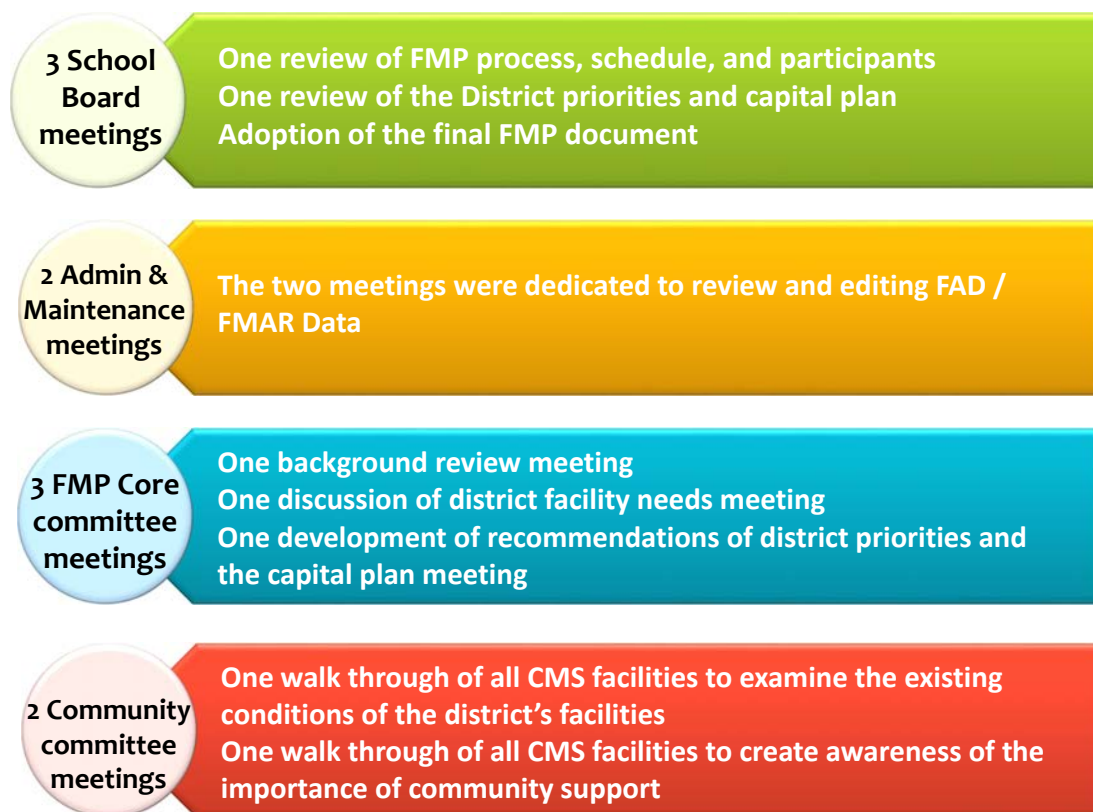 3 School
Board
meetings
One review of FMP process, schedule, and participants
One review of the District priorities and capital plan
Adoption of the final FMP document
2 Admin &
Maintenance
meetings
The two meetings were dedicated to review and editing FAD /
FMAR Data
3 FMP Core
committee
meetings
One background review meeting
One discussion of district facility needs meeting
One development of recommendations of district priorities and
the capital plan meeting
2 Community
committee
meetings
One walk through of all CMS facilities to examine the existing
conditions of the district’s facilities
One walk through of all CMS facilities to create awareness of the
importance of community support